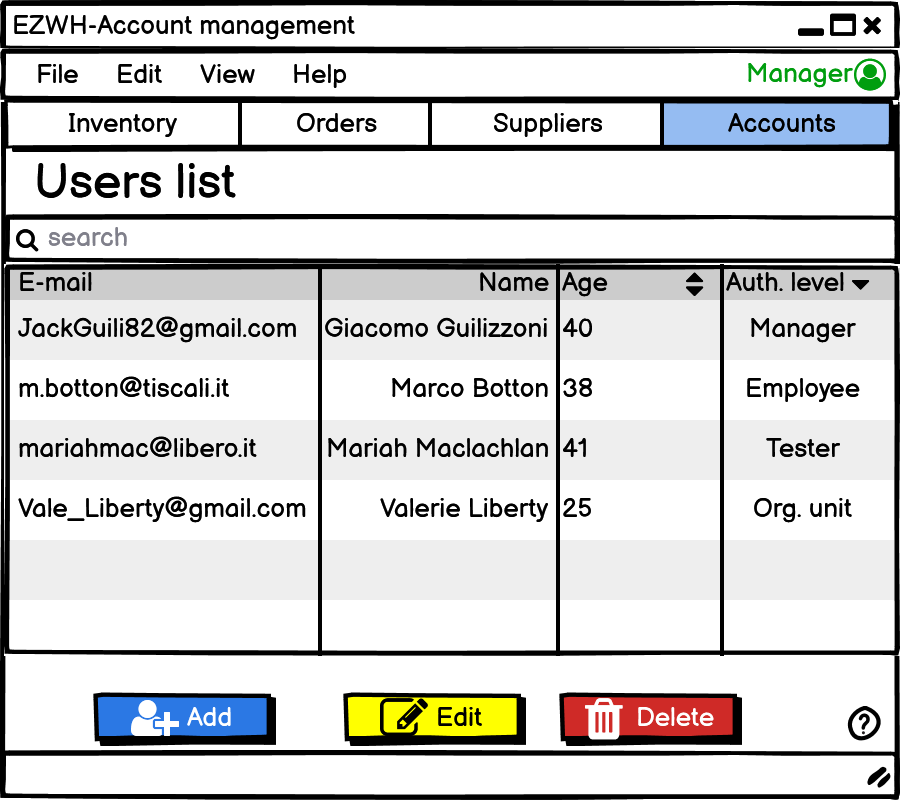 EZWH-Account management
File Edit View Help Manager
Inventory Orders Suppliers Accounts
Users list
search
E-mail Name Age Auth. level
JackGuili82@gmail.com Giacomo Guilizzoni 40 Manager
m.botton@tiscali.it Marco Botton 38 Employee
mariahmac@libero.it Mariah Maclachlan 41 Tester
Vale_Liberty@gmail.com Valerie Liberty 25 Org. unit
Add Edit Delete ?